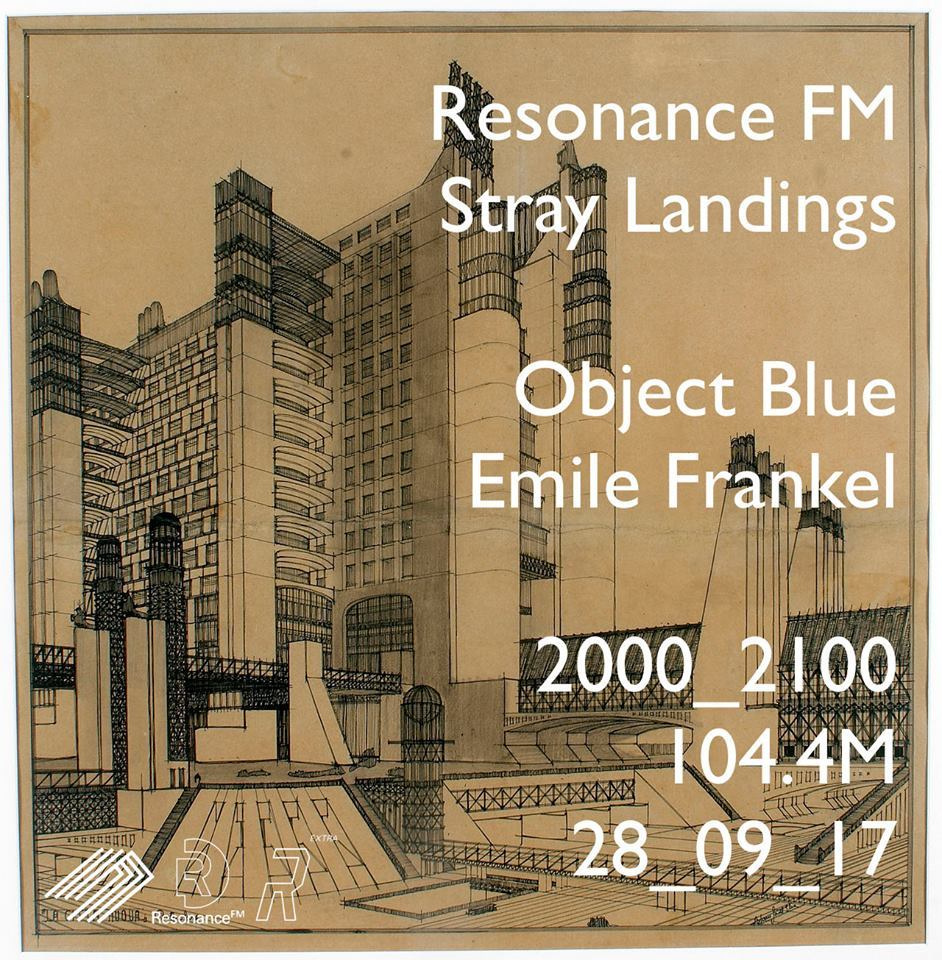 Resonance FM
Stray Landings
Object Blue
Emile Frankel
2000_2100
104.4M
28_09_17
EXTRA
R
Resonance FM